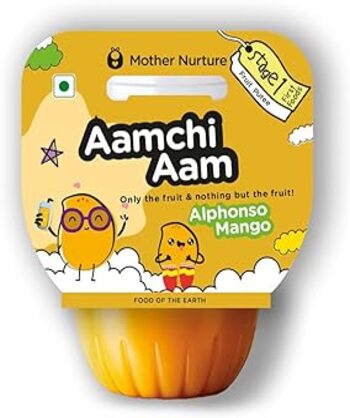 Mother Nurture
stage 1
Fruit Puree
First Foods
Aamchi
Aam
Only the fruit & nothing but the fruit!
Alphonso
Mango
FOOD OF THE EARTH